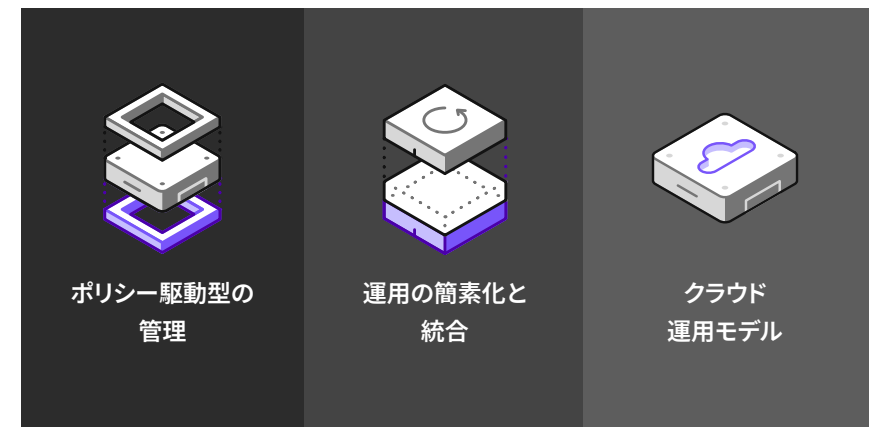 ポリシー駆動型の
管理
運用の簡素化と
統合
クラウド
運用モデル